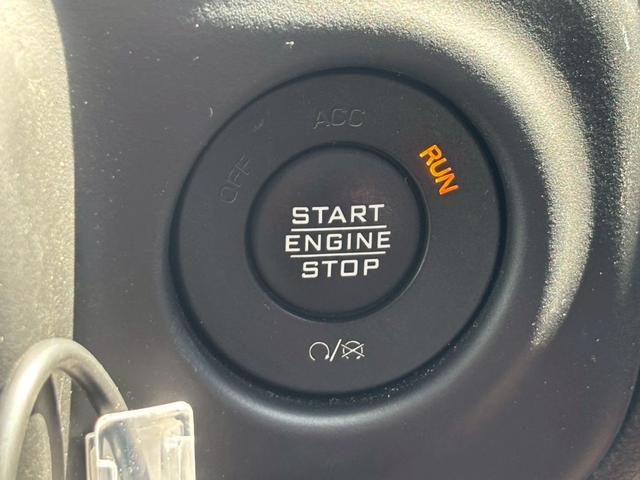 ACC
OFF
RUN
START
ENGINE
STOP